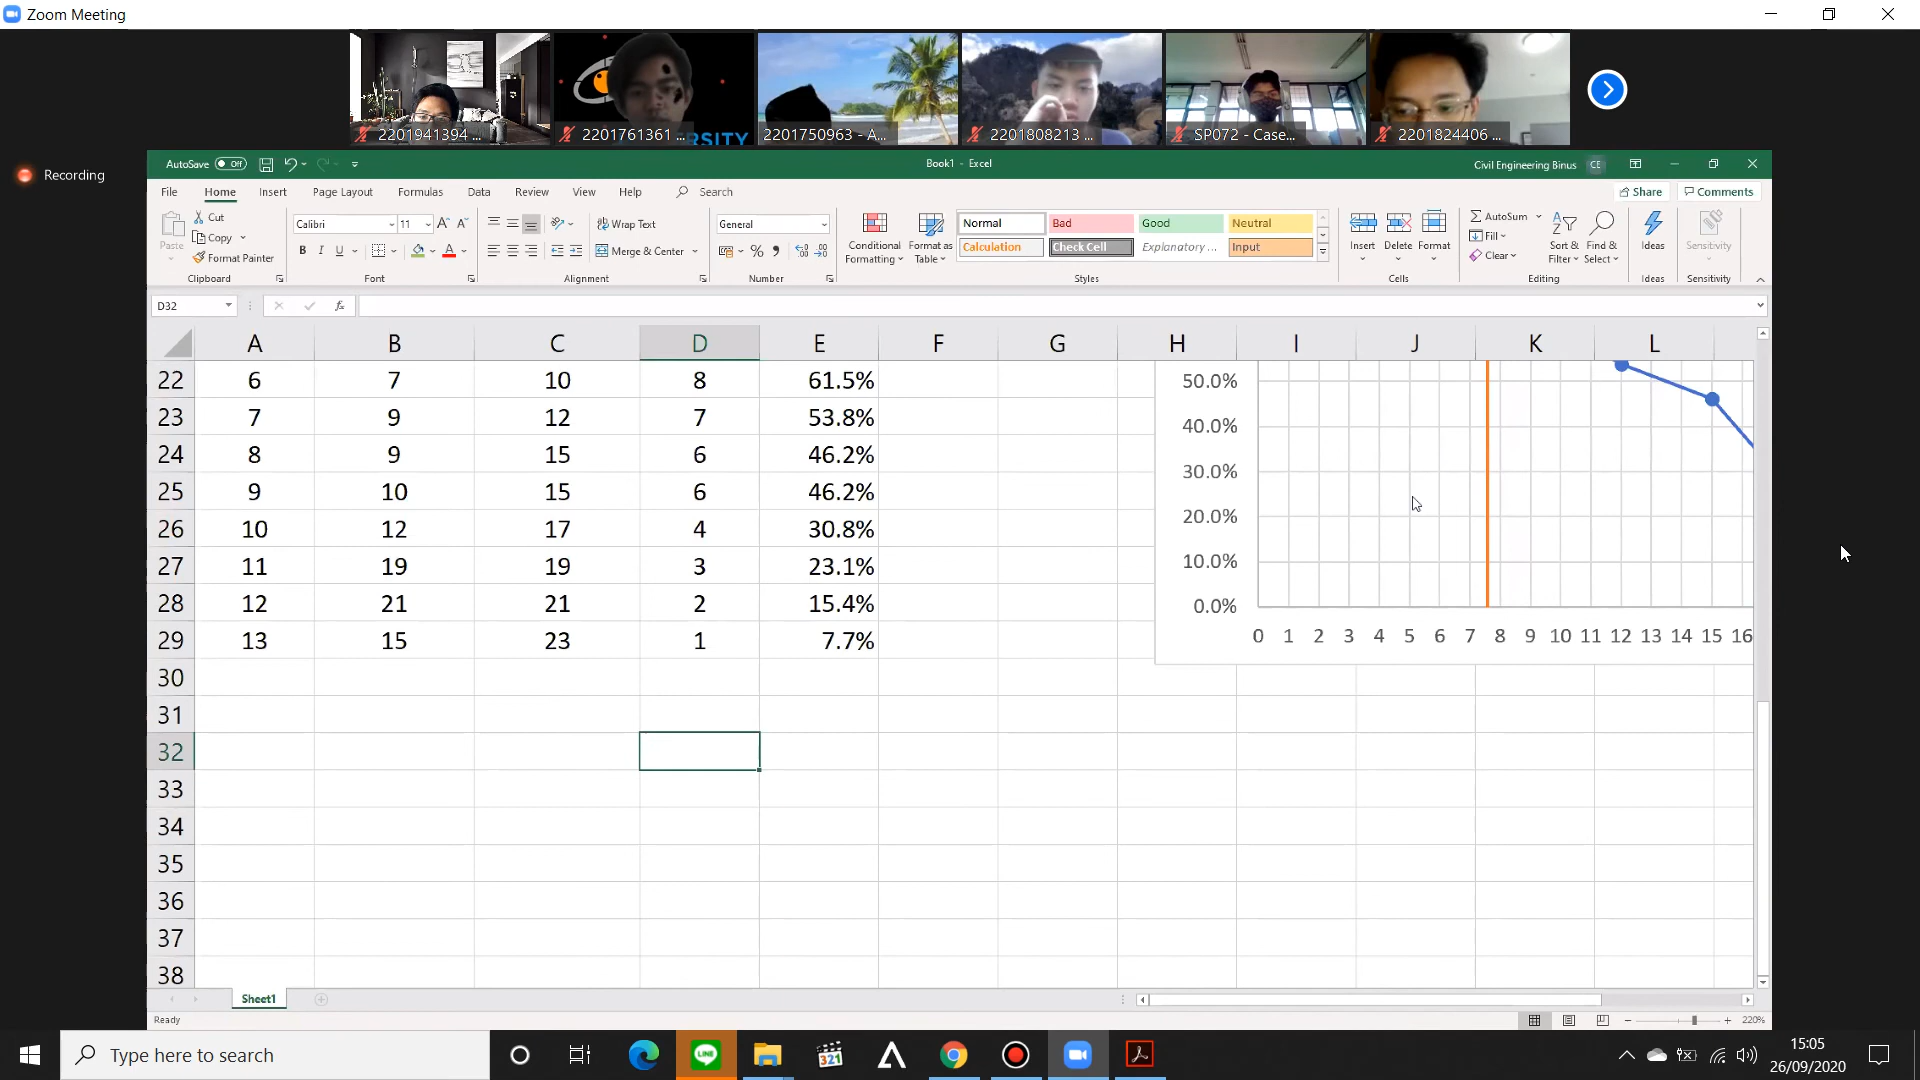 Zoom Meeting
2201941394 ...
2201761361 ...
RSITY
2201750963 - A...
2201808213 ...
SP072 - Case...
2201824406 ...
Recording
AutoSave Off
Book1 - Excel
Civil Engineering Binus CE
File Home Insert Page Layout Formulas Data Review View Help Search
Share Comments
Paste
Cut
Copy
Format Painter
Clipboard
Calibri 11
B I U
Font
Wrap Text
Merge & Center
Alignment
General
Number
Conditional Formatting
Format as Table
Normal Bad Good Neutral
Calculation Check Cell Explanatory ... Input
Styles
Insert Delete Format
Cells
AutoSum
Fill
Clear
Sort & Filter
Find & Select
Editing
Ideas
Ideas
Sensitivity
Sensitivity
D32 fx
A B C D E F G H I J K L
22 6 7 10 8 61.5%
23 7 9 12 7 53.8%
24 8 9 15 6 46.2%
25 9 10 15 6 46.2%
26 10 12 17 4 30.8%
27 11 19 19 3 23.1%
28 12 21 21 2 15.4%
29 13 15 23 1 7.7%
30
31
32
33
34
35
36
37
38
50.0%
40.0%
30.0%
20.0%
10.0%
0.0%
0 1 2 3 4 5 6 7 8 9 10 11 12 13 14 15 16
Sheet1
Ready
220%
Type here to search
LINE
321
15:05
26/09/2020